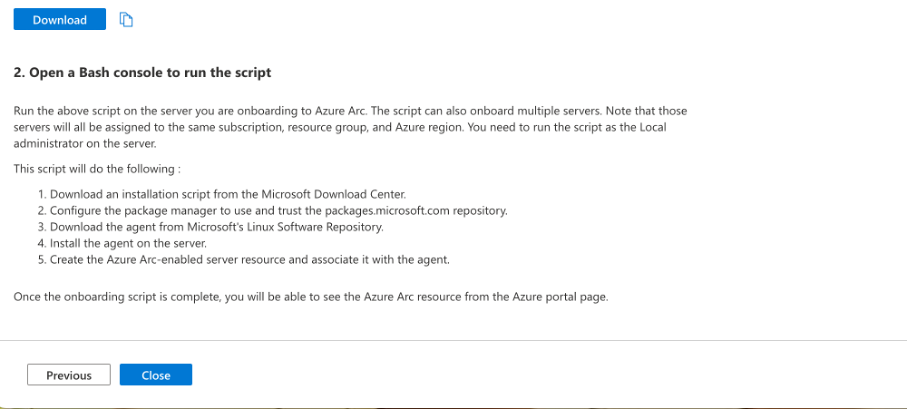 Download
2. Open a Bash console to run the script
Run the above script on the server you are onboarding to Azure Arc. The script can also onboard multiple servers. Note that those
servers will all be assigned to the same subscription, resource group, and Azure region. You need to run the script as the Local
administrator on the server.
This script will do the following :
1. Download an installation script from the Microsoft Download Center.
2. Configure the package manager to use and trust the packages.microsoft.com repository.
3. Download the agent from Microsoft's Linux Software Repository.
4. Install the agent on the server.
5. Create the Azure Arc-enabled server resource and associate it with the agent.
Once the onboarding script is complete, you will be able to see the Azure Arc resource from the Azure portal page.
Previous
Close